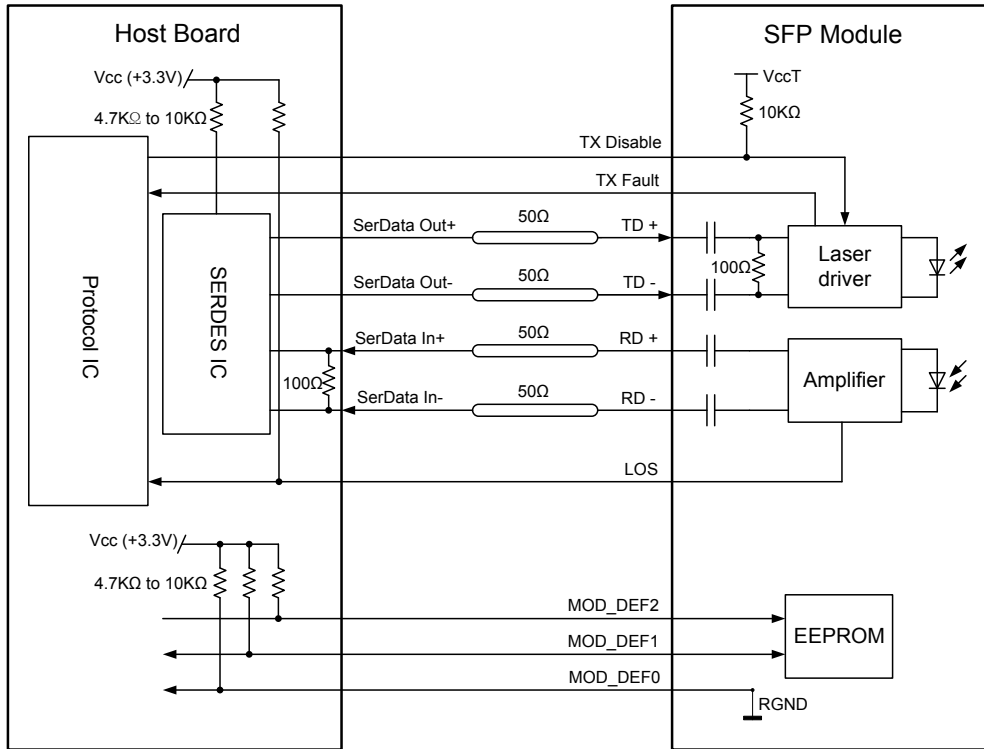 Host Board
SFP Module
Vcc (+3.3V)
VccT
4.7KΩ to 10KΩ
10KΩ
TX Disable
TX Fault
SerData Out+
50Ω
TD +
Laser driver
100Ω
SerData Out-
50Ω
TD -
Protocol IC
SERDES IC
SerData In+
50Ω
RD +
Amplifier
100Ω
SerData In-
50Ω
RD -
LOS
Vcc (+3.3V)
4.7KΩ to 10KΩ
MOD_DEF2
EEPROM
MOD_DEF1
MOD_DEF0
RGND